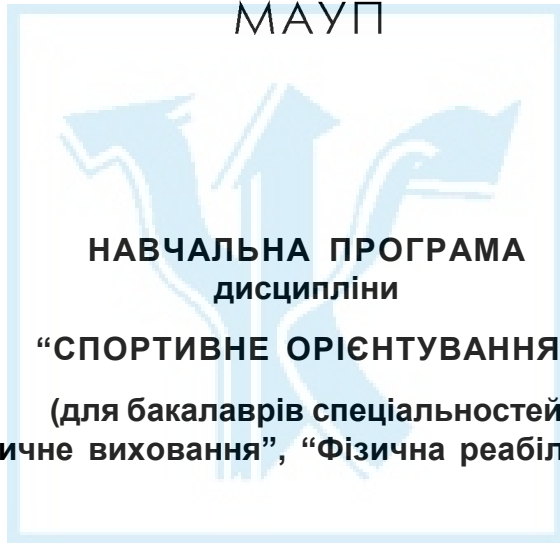 МАУП
НАВЧАЛЬНА ПРОГРАМА
дисципліни
“СПОРТИВНЕ ОРІЄНТУВАННЯ
(для бакалаврів спеціальностей
ичне виховання”, “Фізична реабіл